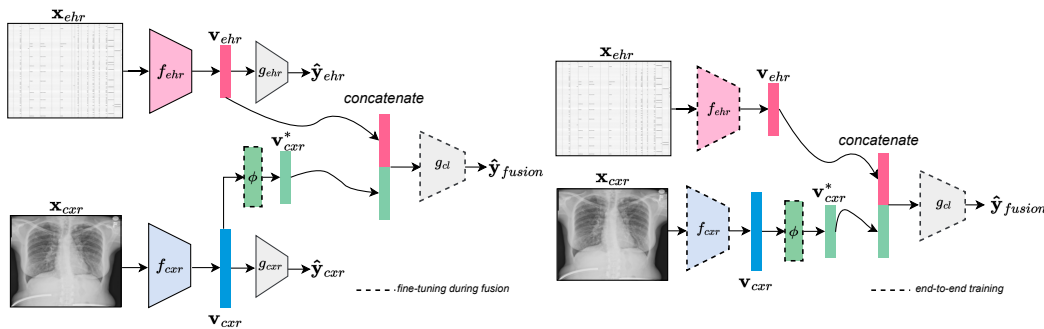 x_ehr
v_ehr
f_ehr
g_ehr
ŷ_ehr
concatenate
v*_cxr
ϕ
g_cl
ŷ_fusion
x_cxr
f_cxr
g_cxr
ŷ_cxr
v_cxr
fine-tuning during fusion
x_ehr
v_ehr
f_ehr
concatenate
x_cxr
v*_cxr
f_cxr
ϕ
g_cl
ŷ_fusion
v_cxr
end-to-end training